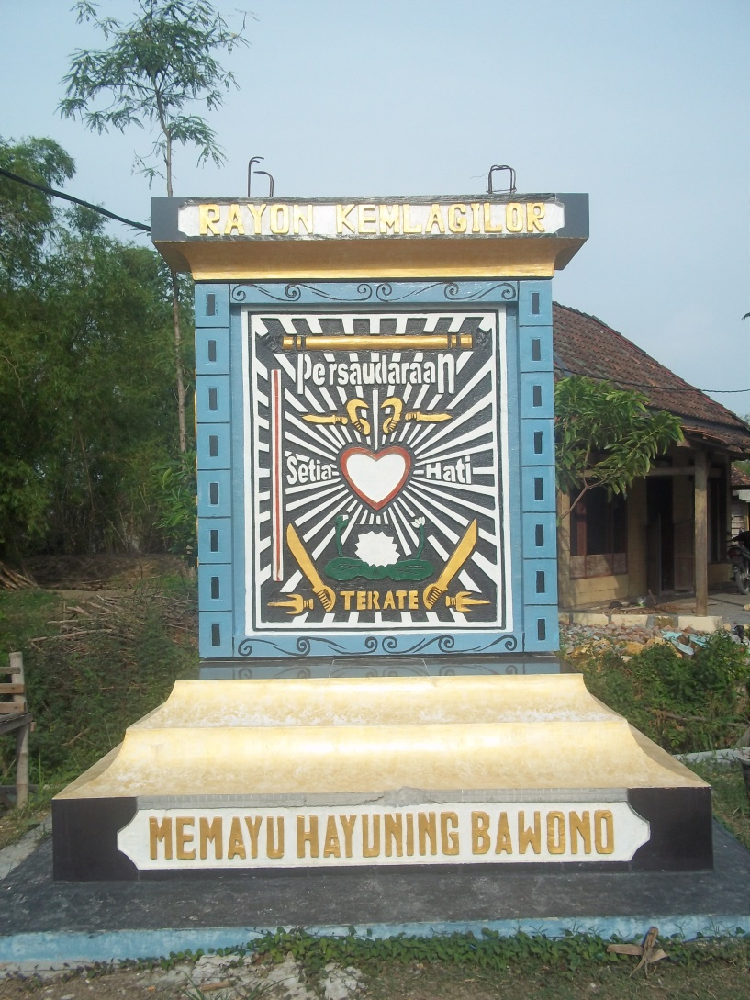 RAYON KEMLAGILOR
Persaudaraan
Setia Hati
TERATE
MEMAYU HAYUNING BAWONO